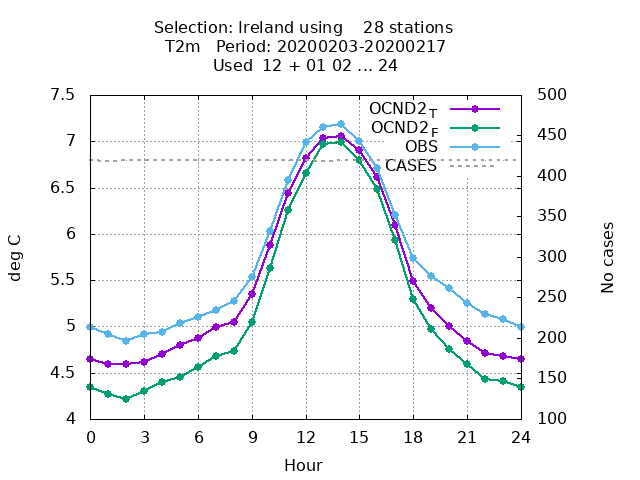 Selection: Ireland using    28 stations
T2m   Period: 20200203-20200217
Used  12 + 01 02 ... 24
7.5
7
6.5
6
5.5
5
4.5
4
deg C
500
450
400
350
300
250
200
150
100
No cases
OCND2T
OCND2F
OBS
CASES
0 3 6 9 12 15 18 21 24
Hour